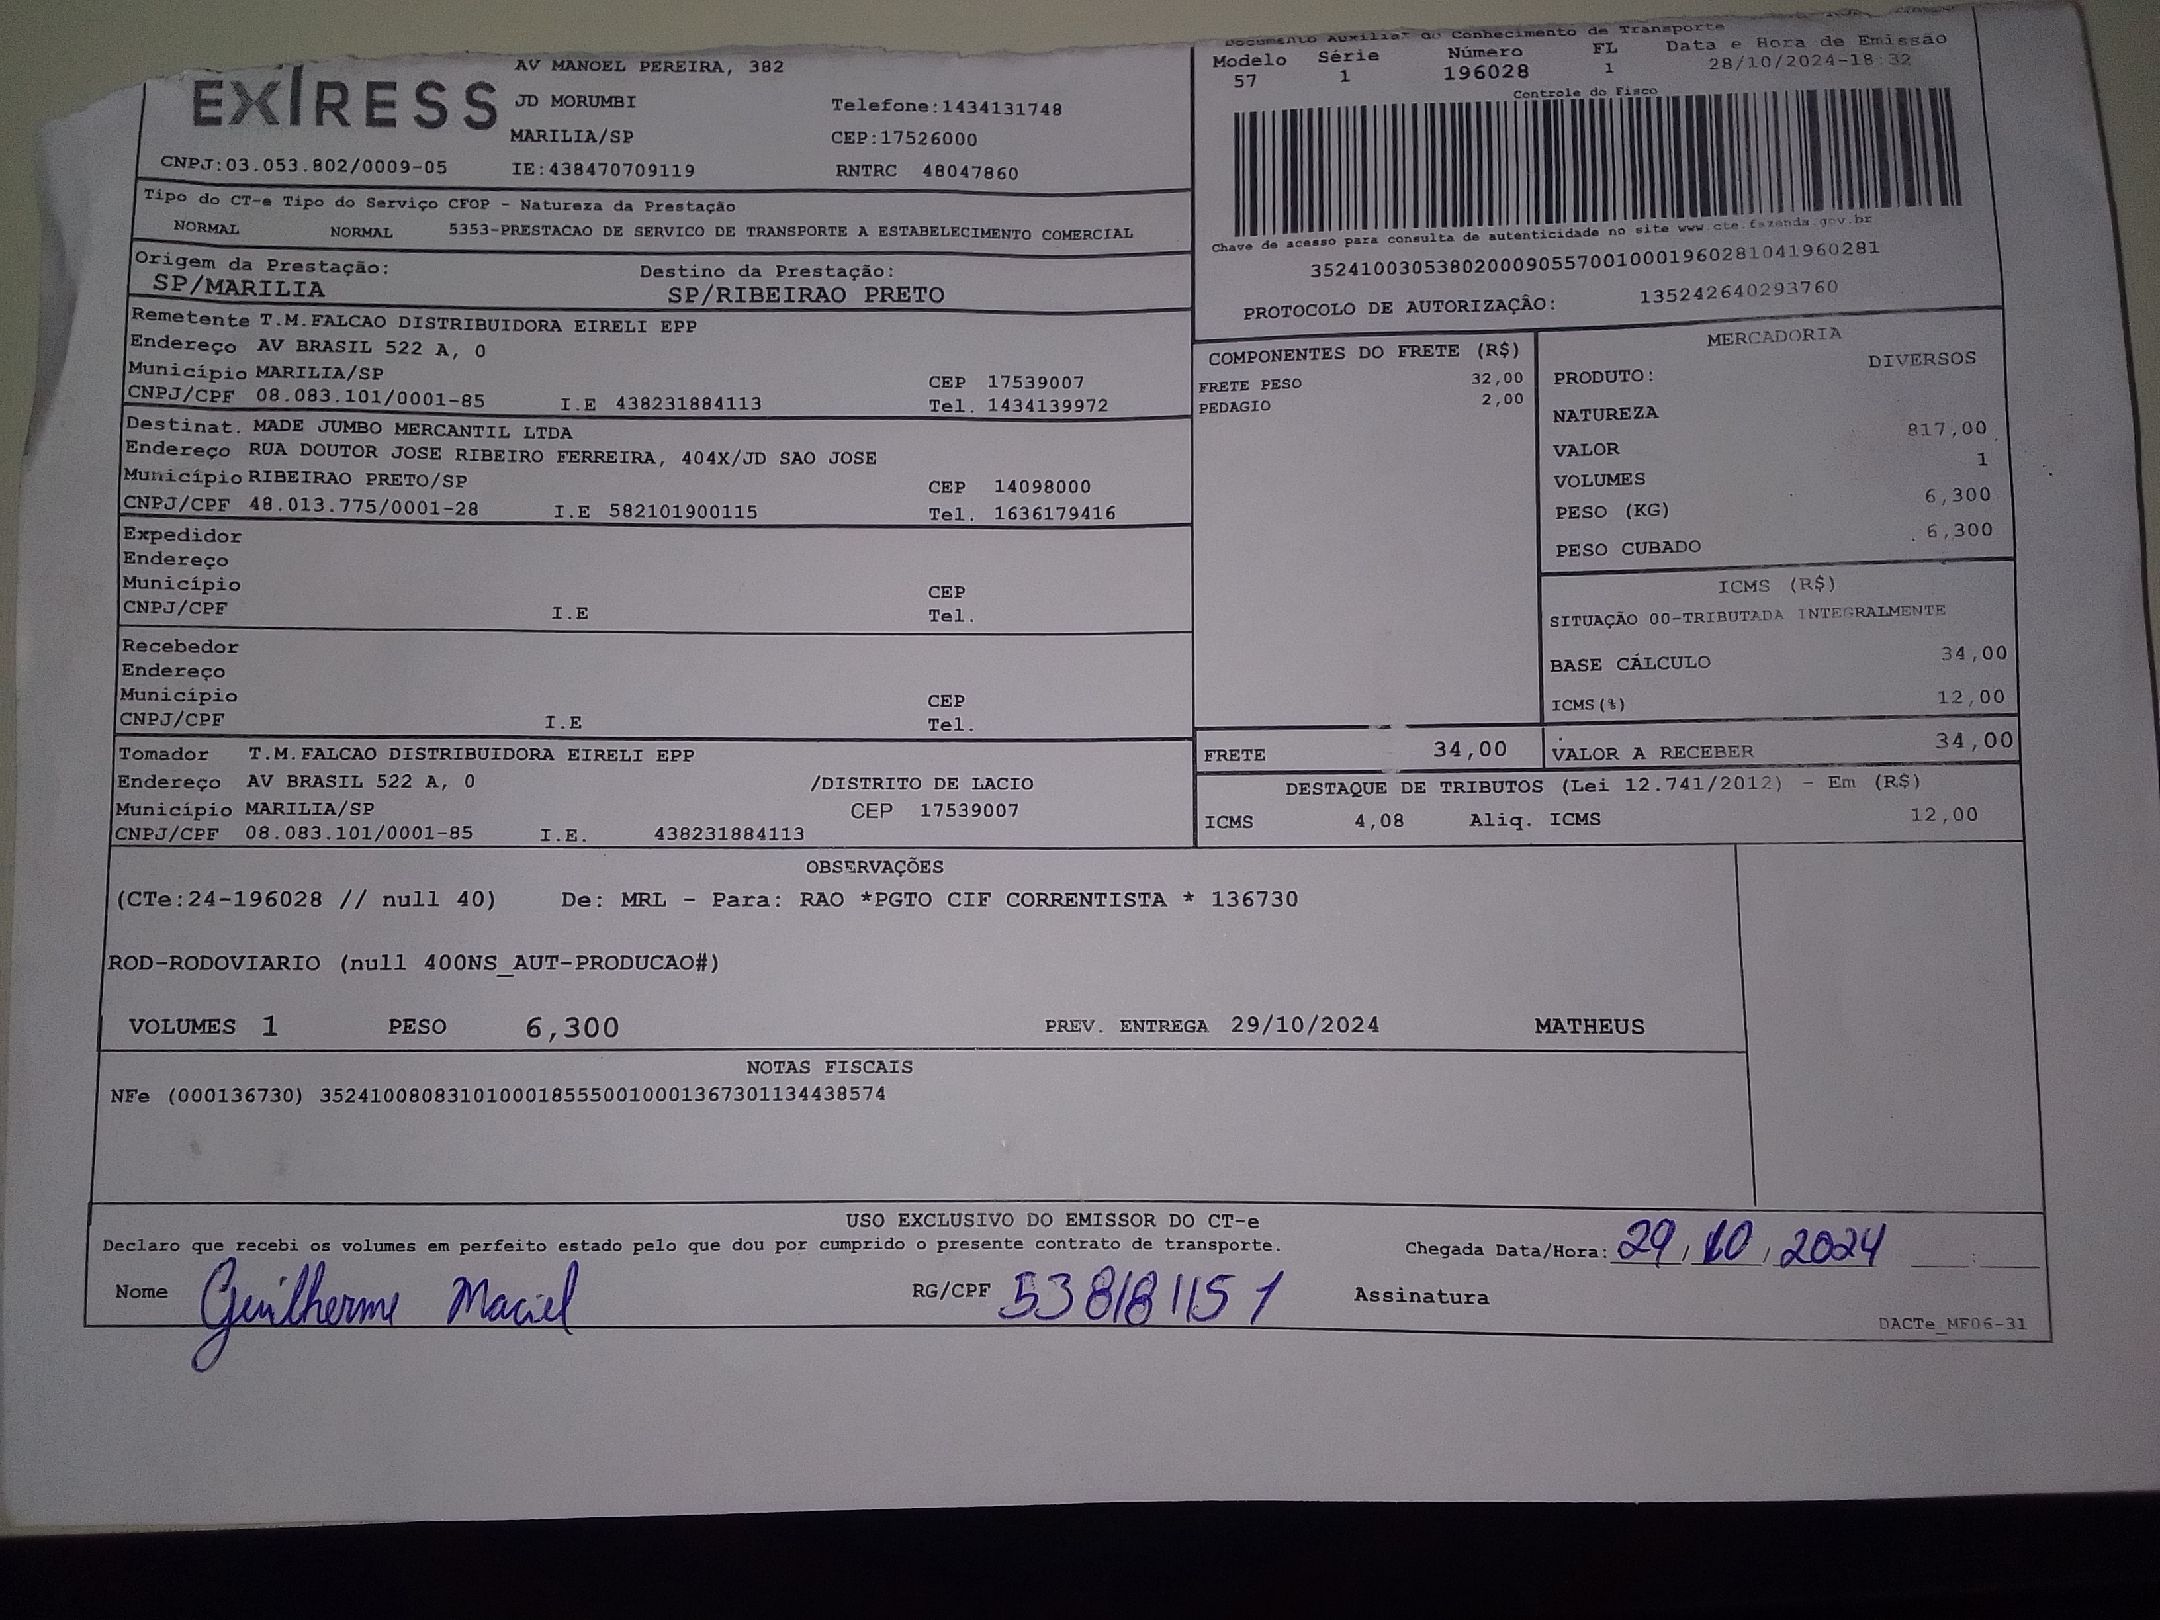 EXPRESS
AV MANOEL PEREIRA, 382
JD MORUMBI Telefone:1434131748
MARILIA/SP CEP:17526000
CNPJ:03.053.802/0009-05 IE:438470709119 RNTRC 48047860
Documento Auxiliar do Conhecimento de Transporte
Modelo Série Número FL Data e Hora de Emissão
57 1 196028 1 28/10/2024-18:32
Controle do Fisco
Chave de acesso para consulta de autenticidade no site www.cte.fazenda.gov.br
35241003053802000905570010001960281041960281
PROTOCOLO DE AUTORIZAÇÂO: 135242640293760
Tipo do CT-e Tipo do Serviço CFOP - Natureza da Prestação
NORMAL NORMAL 5353-PRESTACAO DE SERVICO DE TRANSPORTE A ESTABELECIMENTO COMERCIAL
Origem da Prestação: Destino da Prestação:
SP/MARILIA SP/RIBEIRAO PRETO
Remetente T.M.FALCAO DISTRIBUIDORA EIRELI EPP
Endereço AV BRASIL 522 A, 0
Município MARILIA/SP CEP 17539007
CNPJ/CPF 08.083.101/0001-85 I.E 438231884113 Tel. 1434139972
Destinat. MADE JUMBO MERCANTIL LTDA
Endereço RUA DOUTOR JOSE RIBEIRO FERREIRA, 404X/JD SAO JOSE
Município RIBEIRAO PRETO/SP CEP 14098000
CNPJ/CPF 48.013.775/0001-28 I.E 582101900115 Tel. 1636179416
Expedidor
Endereço
Município CEP
CNPJ/CPF I.E Tel.
Recebedor
Endereço
Município CEP
CNPJ/CPF I.E Tel.
Tomador T.M.FALCAO DISTRIBUIDORA EIRELI EPP
Endereço AV BRASIL 522 A, 0 /DISTRITO DE LACIO
Município MARILIA/SP CEP 17539007
CNPJ/CPF 08.083.101/0001-85 I.E. 438231884113
COMPONENTES DO FRETE (R$)
FRETE PESO 32,00
PEDAGIO 2,00
MERCADORIA
PRODUTO: DIVERSOS
NATUREZA
VALOR 817,00
VOLUMES 1
PESO (KG) 6,300
PESO CUBADO 6,300
ICMS (R$)
SITUAÇÃO 00-TRIBUTADA INTEGRALMENTE
BASE CÁLCULO 34,00
ICMS(%) 12,00
FRETE 34,00 VALOR A RECEBER 34,00
DESTAQUE DE TRIBUTOS (Lei 12.741/2012) - Em (R$)
ICMS 4,08 Aliq. ICMS 12,00
OBSERVAÇÕES
(CTe:24-196028 // null 40) De: MRL - Para: RAO *PGTO CIF CORRENTISTA * 136730
ROD-RODOVIARIO (null 400NS_AUT-PRODUCAO#)
VOLUMES 1 PESO 6,300 PREV. ENTREGA 29/10/2024 MATHEUS
NOTAS FISCAIS
NFe (000136730) 35241008083101000185550010001367301134438574
USO EXCLUSIVO DO EMISSOR DO CT-e
Declaro que recebi os volumes em perfeito estado pelo que dou por cumprido o presente contrato de transporte. Chegada Data/Hora: 29/10/2024
Nome Guilherme Maciel RG/CPF 538181151 Assinatura
DACTe_MF06-31